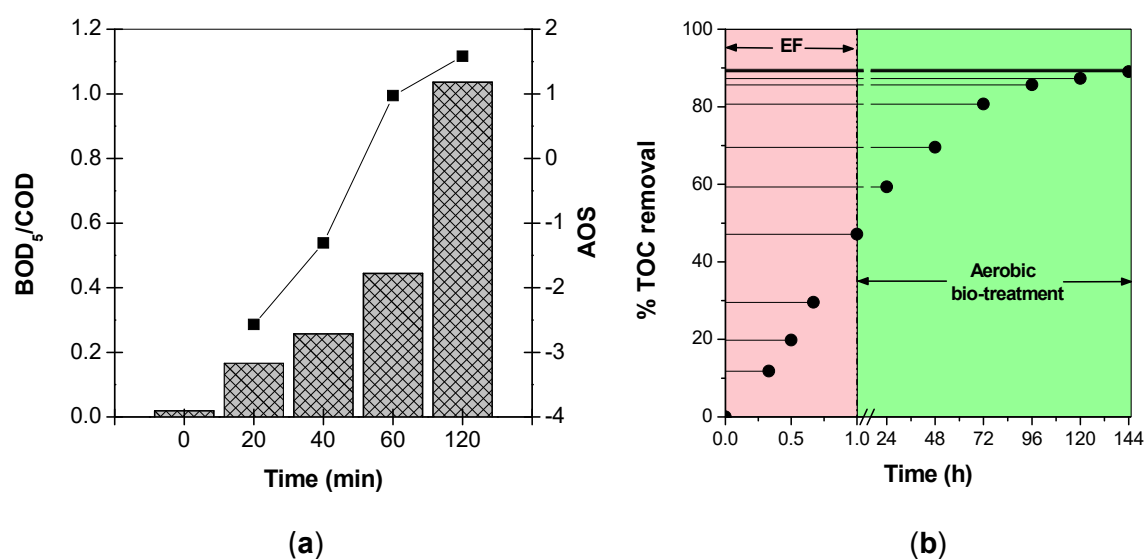 1.2
1.0
0.8
0.6
0.4
0.2
0.0
BOD₅/COD
2
1
0
-1
-2
-3
-4
AOS
0 20 40 60 120
Time (min)
(a)
100
80
60
40
20
0
% TOC removal
EF
Aerobic
bio-treatment
0.0 0.5 1.0 24 48 72 96 120 144
Time (h)
(b)